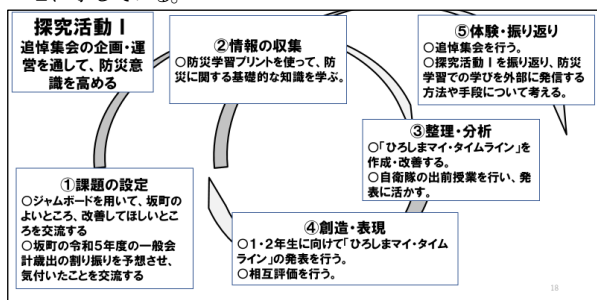 探究活動Ⅰ
追悼集会の企画・運
営を通して、防災意
識を高める
②情報の収集
○防災学習プリントを使って、防
災に関する基礎的な知識を学ぶ。
⑤体験・振り返り
○追悼集会を行う。
○探究活動Ⅰを振り返り、防災
学習での学びを外部に発信する
方法や手段について考える。
③整理・分析
○「ひろしまマイ・タイムライン」を
作成・改善する。
○自衛隊の出前授業を行い、発
表に活かす。
①課題の設定
○ジャムボードを用いて、坂町の
よいところ、改善してほしいとこ
ろを交流する
○坂町の令和5年度の一般会
計歳出の割り振りを予想させ、
気付いたことを交流する
④創造・表現
○1・2年生に向けて「ひろしまマイ・タイム
ライン」の発表を行う。
○相互評価を行う。
18